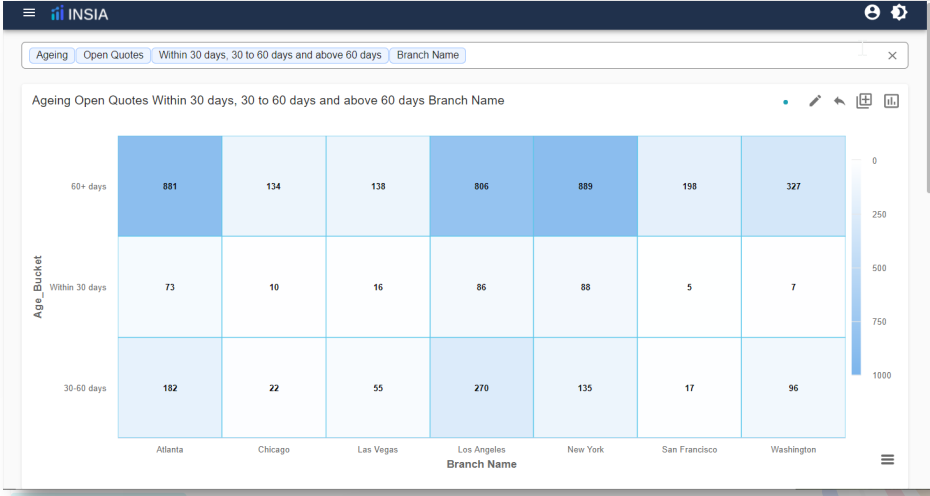 INSIA
Ageing Open Quotes Within 30 days, 30 to 60 days and above 60 days Branch Name
Ageing Open Quotes Within 30 days, 30 to 60 days and above 60 days Branch Name
60+ days 881 134 138 806 889 198 327
Within 30 days 73 10 16 86 88 5 7
30-60 days 182 22 55 270 135 17 96
Age_Bucket
Atlanta Chicago Las Vegas Los Angeles New York San Francisco Washington
Branch Name
0
250
500
750
1000